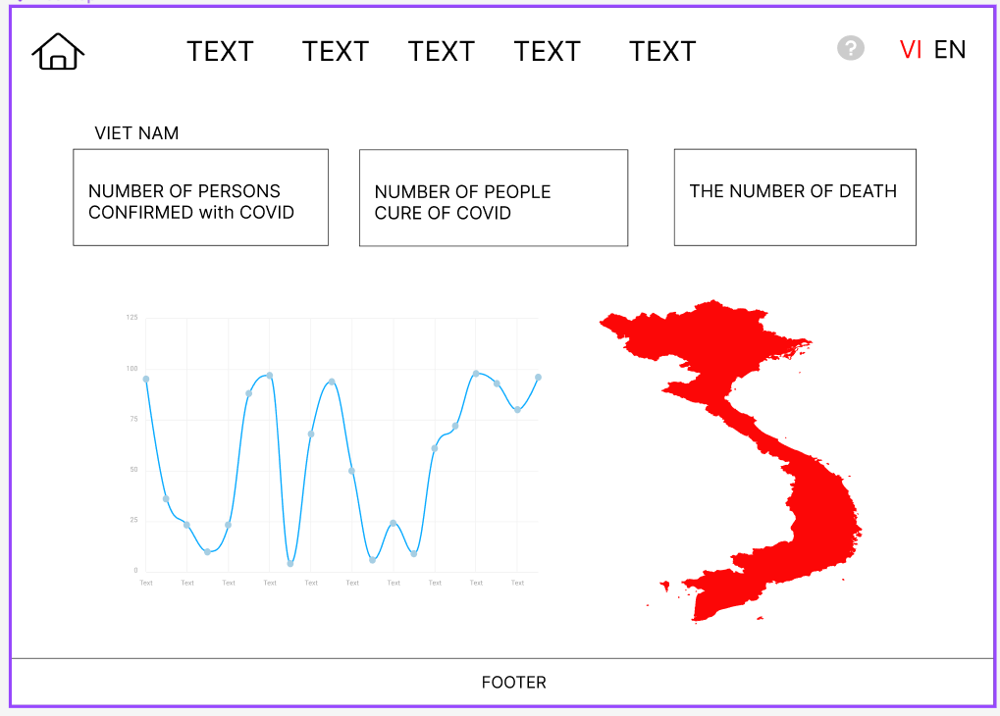 TEXT TEXT TEXT TEXT TEXT ? VI EN
VIET NAM
NUMBER OF PERSONS
CONFIRMED with COVID
NUMBER OF PEOPLE
CURE OF COVID
THE NUMBER OF DEATH
125
100
75
50
25
0
Text Text Text Text Text Text Text Text Text Text
FOOTER